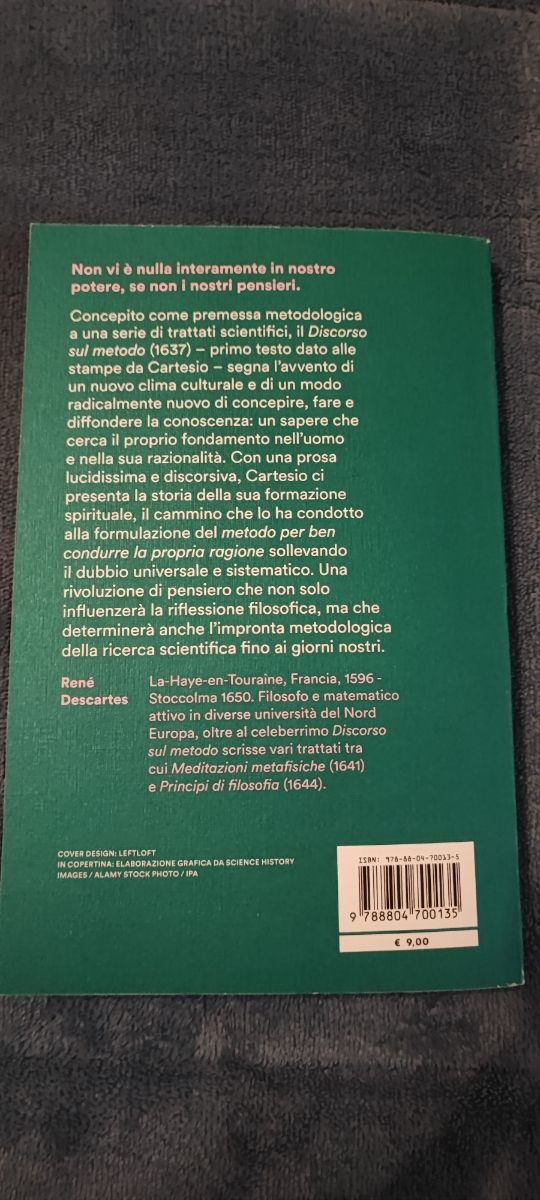 Non vi è nulla interamente in nostro
potere, se non i nostri pensieri.
Concepito come premessa metodologica
a una serie di trattati scientifici, il Discorso
sul metodo (1637) – primo testo dato alle
stampe da Cartesio – segna l'avvento di
un nuovo clima culturale e di un modo
radicalmente nuovo di concepire, fare e
diffondere la conoscenza: un sapere che
cerca il proprio fondamento nell'uomo
e nella sua razionalità. Con una prosa
lucidissima e discorsiva, Cartesio ci
presenta la storia della sua formazione
spirituale, il cammino che lo ha condotto
alla formulazione del metodo per ben
condurre la propria ragione sollevando
il dubbio universale e sistematico. Una
rivoluzione di pensiero che non solo
influenzerà la riflessione filosofica, ma che
determinerà anche l'impronta metodologica
della ricerca scientifica fino ai giorni nostri.
René
Descartes
La-Haye-en-Touraine, Francia, 1596 -
Stoccolma 1650. Filosofo e matematico
attivo in diverse università del Nord
Europa, oltre al celeberrimo Discorso
sul metodo scrisse vari trattati tra
cui Meditazioni metafisiche (1641)
e Principi di filosofia (1644).
COVER DESIGN: LEFTLOFT
IN COPERTINA: ELABORAZIONE GRAFICA DA SCIENCE HISTORY
IMAGES / ALAMY STOCK PHOTO / IPA
ISBN: 978-88-04-70013-5
9 788804 700135
€ 9,00